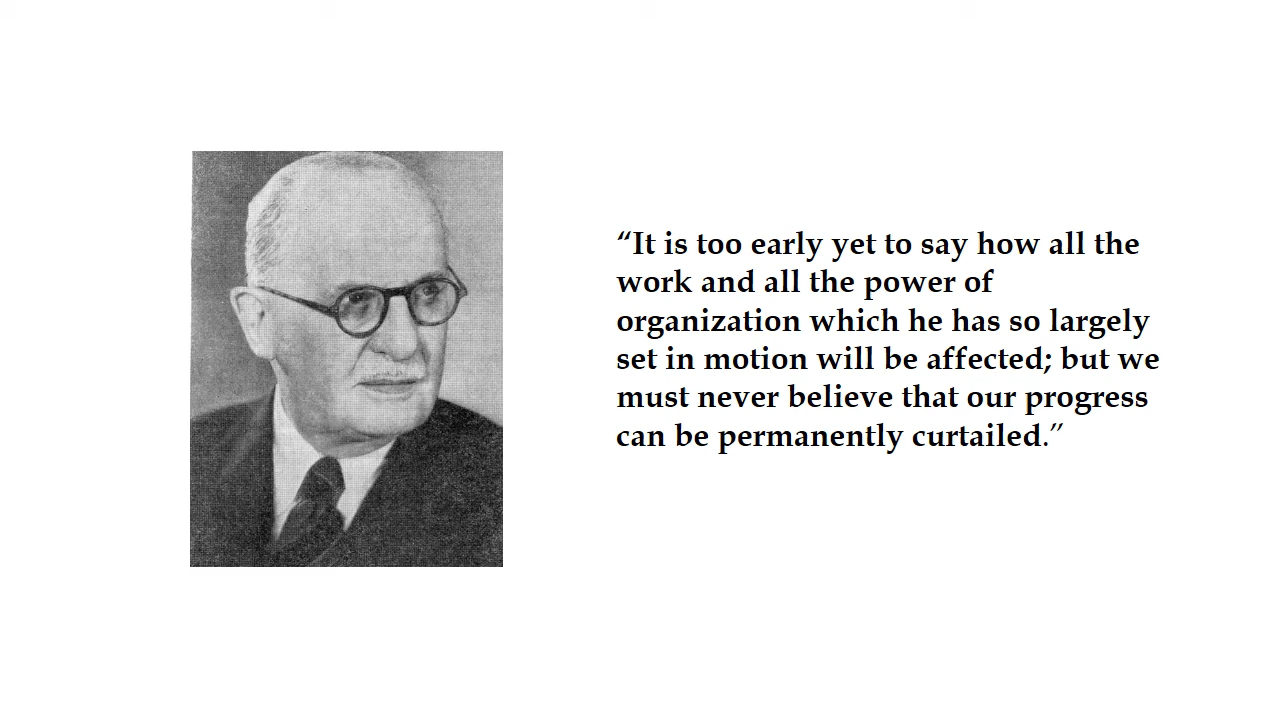 “It is too early yet to say how all the
work and all the power of
organization which he has so largely
set in motion will be affected; but we
must never believe that our progress
can be permanently curtailed.”